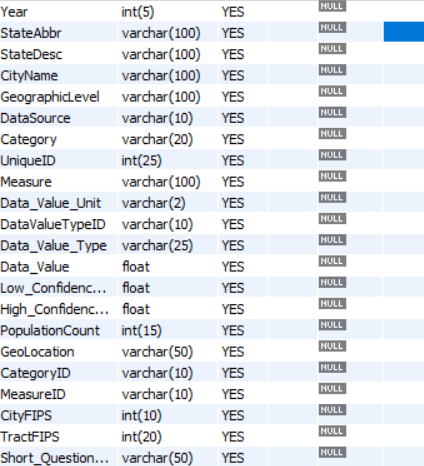 Year int(5) YES NULL
StateAbbr varchar(100) YES NULL
StateDesc varchar(100) YES NULL
CityName varchar(100) YES NULL
GeographicLevel varchar(100) YES NULL
DataSource varchar(10) YES NULL
Category varchar(20) YES NULL
UniqueID int(25) YES NULL
Measure varchar(100) YES NULL
Data_Value_Unit varchar(2) YES NULL
DataValueTypeID varchar(10) YES NULL
Data_Value_Type varchar(25) YES NULL
Data_Value float YES NULL
Low_Confidenc... float YES NULL
High_Confidenc... float YES NULL
PopulationCount int(15) YES NULL
GeoLocation varchar(50) YES NULL
CategoryID varchar(10) YES NULL
MeasureID varchar(10) YES NULL
CityFIPS int(10) YES NULL
TractFIPS int(20) YES NULL
Short_Question... varchar(50) YES NULL